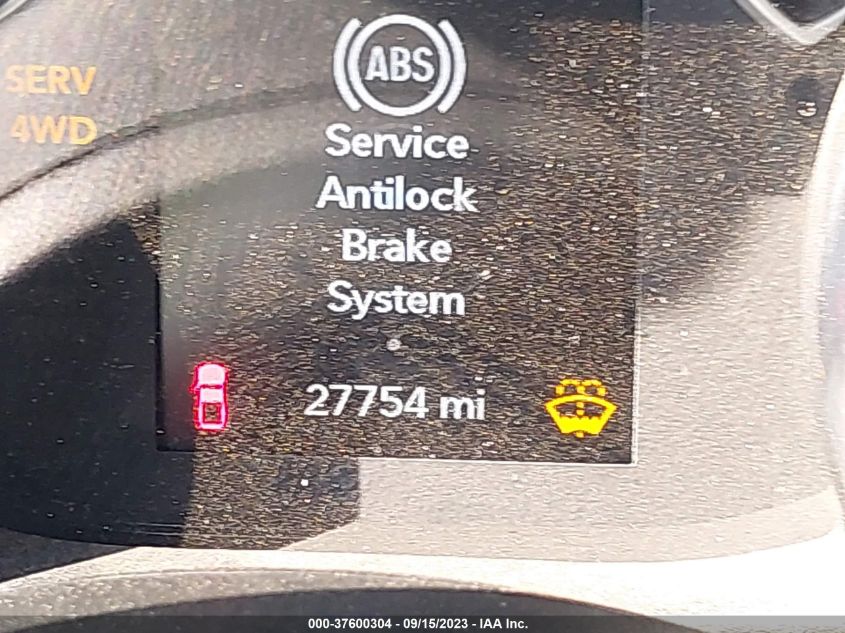 SERV
4WD
ABS
Service
Antilock
Brake
System
27754 mi
000-37600304 - 09/15/2023 - © IAA, Inc.